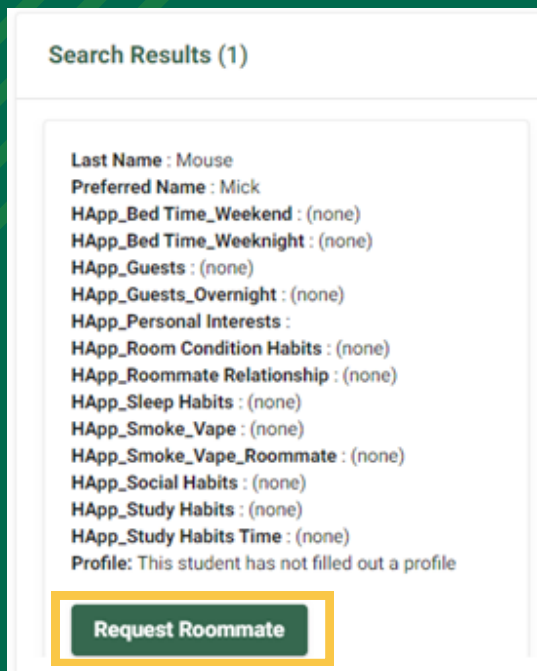 Search Results (1)
Last Name : Mouse
Preferred Name : Mick
HApp_Bed Time_Weekend : (none)
HApp_Bed Time_Weeknight : (none)
HApp_Guests : (none)
HApp_Guests_Overnight : (none)
HApp_Personal Interests :
HApp_Room Condition Habits : (none)
HApp_Roommate Relationship : (none)
HApp_Sleep Habits : (none)
HApp_Smoke_Vape : (none)
HApp_Smoke_Vape_Roommate : (none)
HApp_Social Habits : (none)
HApp_Study Habits : (none)
HApp_Study Habits Time : (none)
Profile: This student has not filled out a profile
Request Roommate